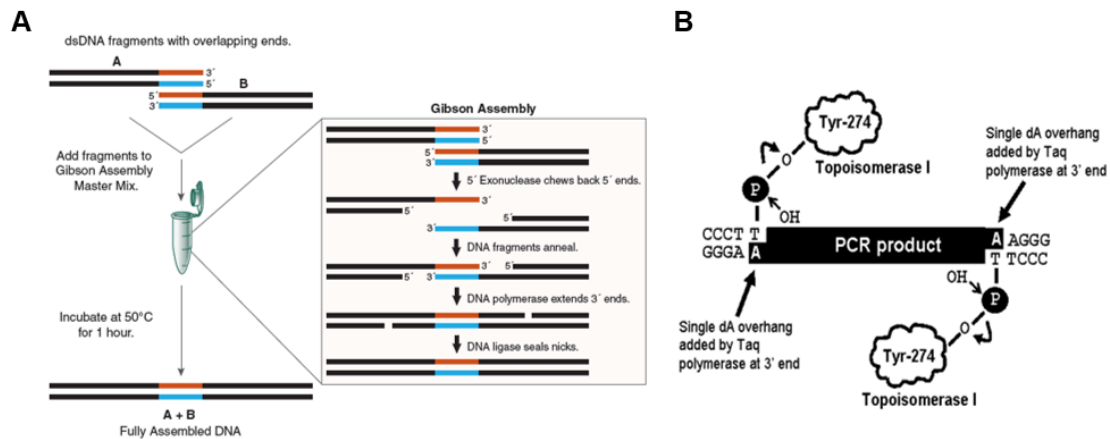 A
dsDNA fragments with overlapping ends.
A
3´
5´
B
5´
3´
Add fragments to
Gibson Assembly
Master Mix.
Incubate at 50°C
for 1 hour.
A + B
Fully Assembled DNA
Gibson Assembly
3´
5´
5´
3´
5´ Exonuclease chews back 5´ ends.
3´
5´
5´
3´
DNA fragments anneal.
3´ 5´
5´ 3´
DNA polymerase extends 3´ ends.
DNA ligase seals nicks.
B
Tyr-274
O
Topoisomerase I
P
OH
Single dA overhang
added by Taq
polymerase at 3' end
CCCT T
GGGA A
PCR product
A AGGG
T TCCC
OH
P
O
Tyr-274
Topoisomerase I
Single dA overhang
added by Taq
polymerase at 3' end